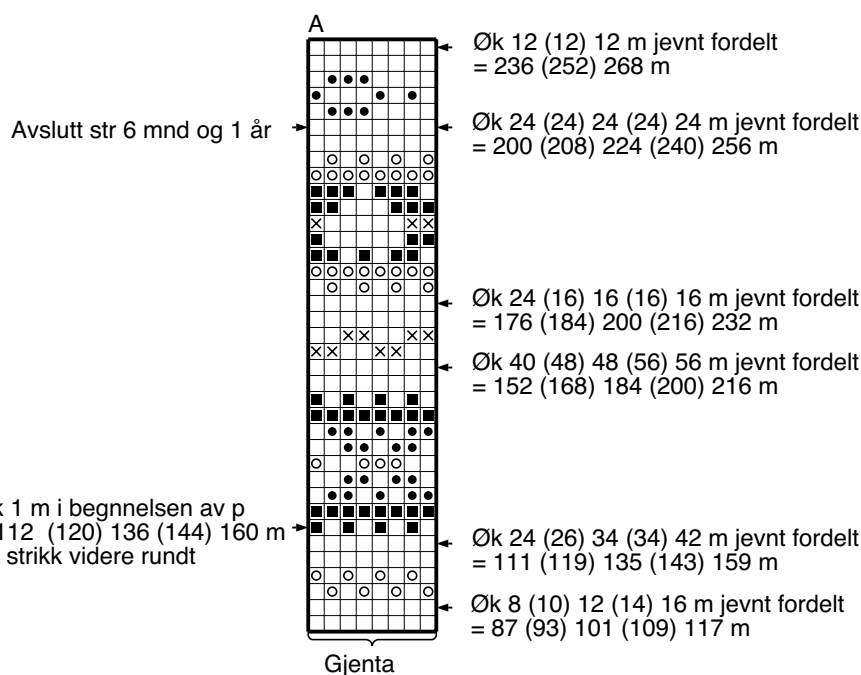 A
Øk 12 (12) 12 m jevnt fordelt
= 236 (252) 268 m
Avslutt str 6 mnd og 1 år
Øk 24 (24) 24 (24) 24 m jevnt fordelt
= 200 (208) 224 (240) 256 m
Øk 24 (16) 16 (16) 16 m jevnt fordelt
= 176 (184) 200 (216) 232 m
Øk 40 (48) 48 (56) 56 m jevnt fordelt
= 152 (168) 184 (200) 216 m
1 m i begnnelsen av p
112 (120) 136 (144) 160 m
strikk videre rundt
Øk 24 (26) 34 (34) 42 m jevnt fordelt
= 111 (119) 135 (143) 159 m
Øk 8 (10) 12 (14) 16 m jevnt fordelt
= 87 (93) 101 (109) 117 m
Gjenta